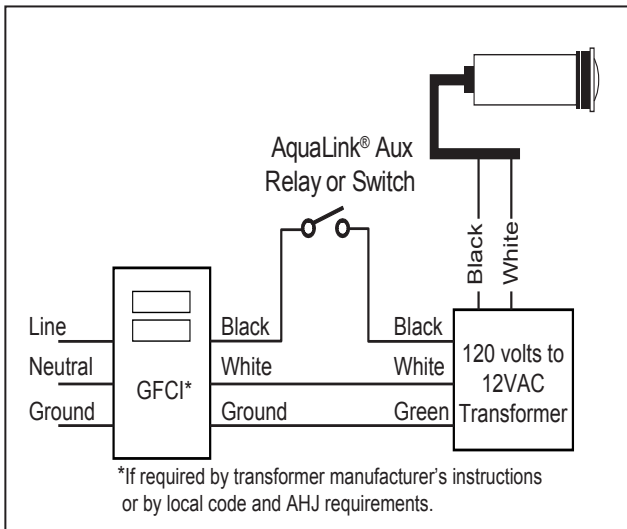 AquaLink® Aux
Relay or Switch
Black
White
Line
Neutral
Ground
GFCI*
Black
White
Ground
Black
White
Green
120 volts to
12VAC
Transformer
*If required by transformer manufacturer's instructions
or by local code and AHJ requirements.